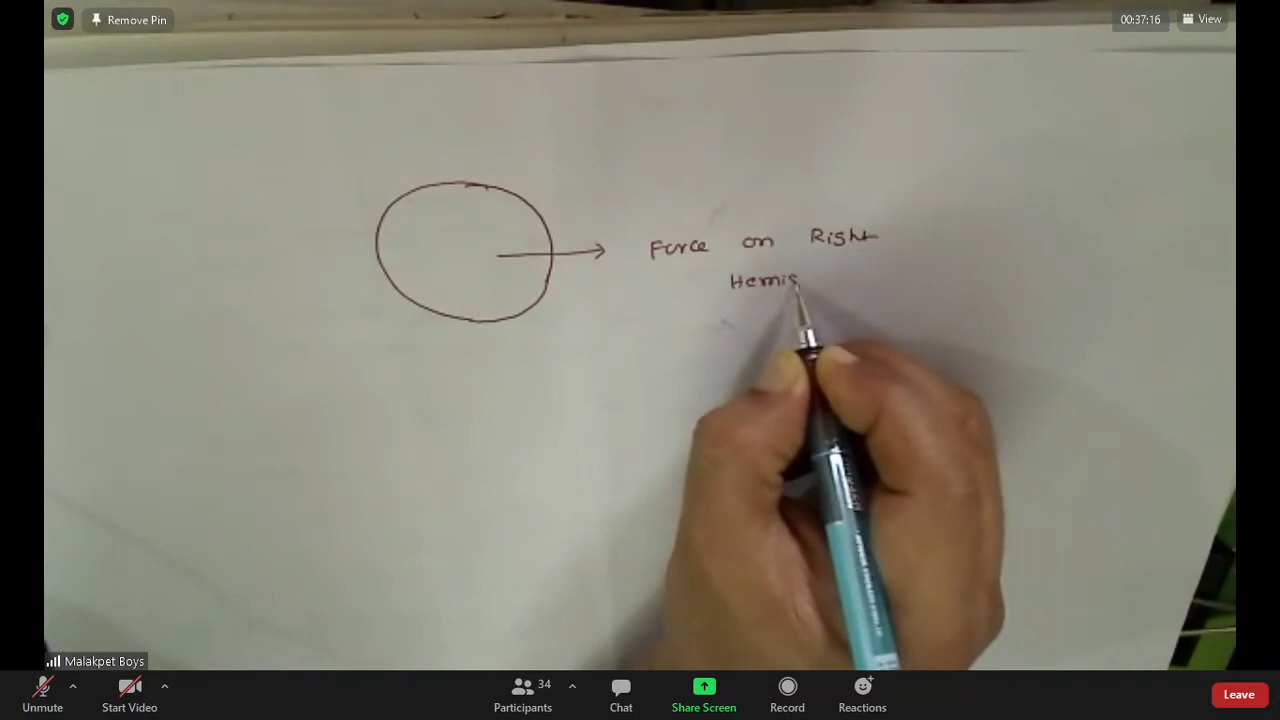 Remove Pin
00:37:16
View
Force on Right
Hemis
Malakpet Boys
Unmute
Start Video
34
Participants
Chat
Share Screen
Record
Reactions
Leave